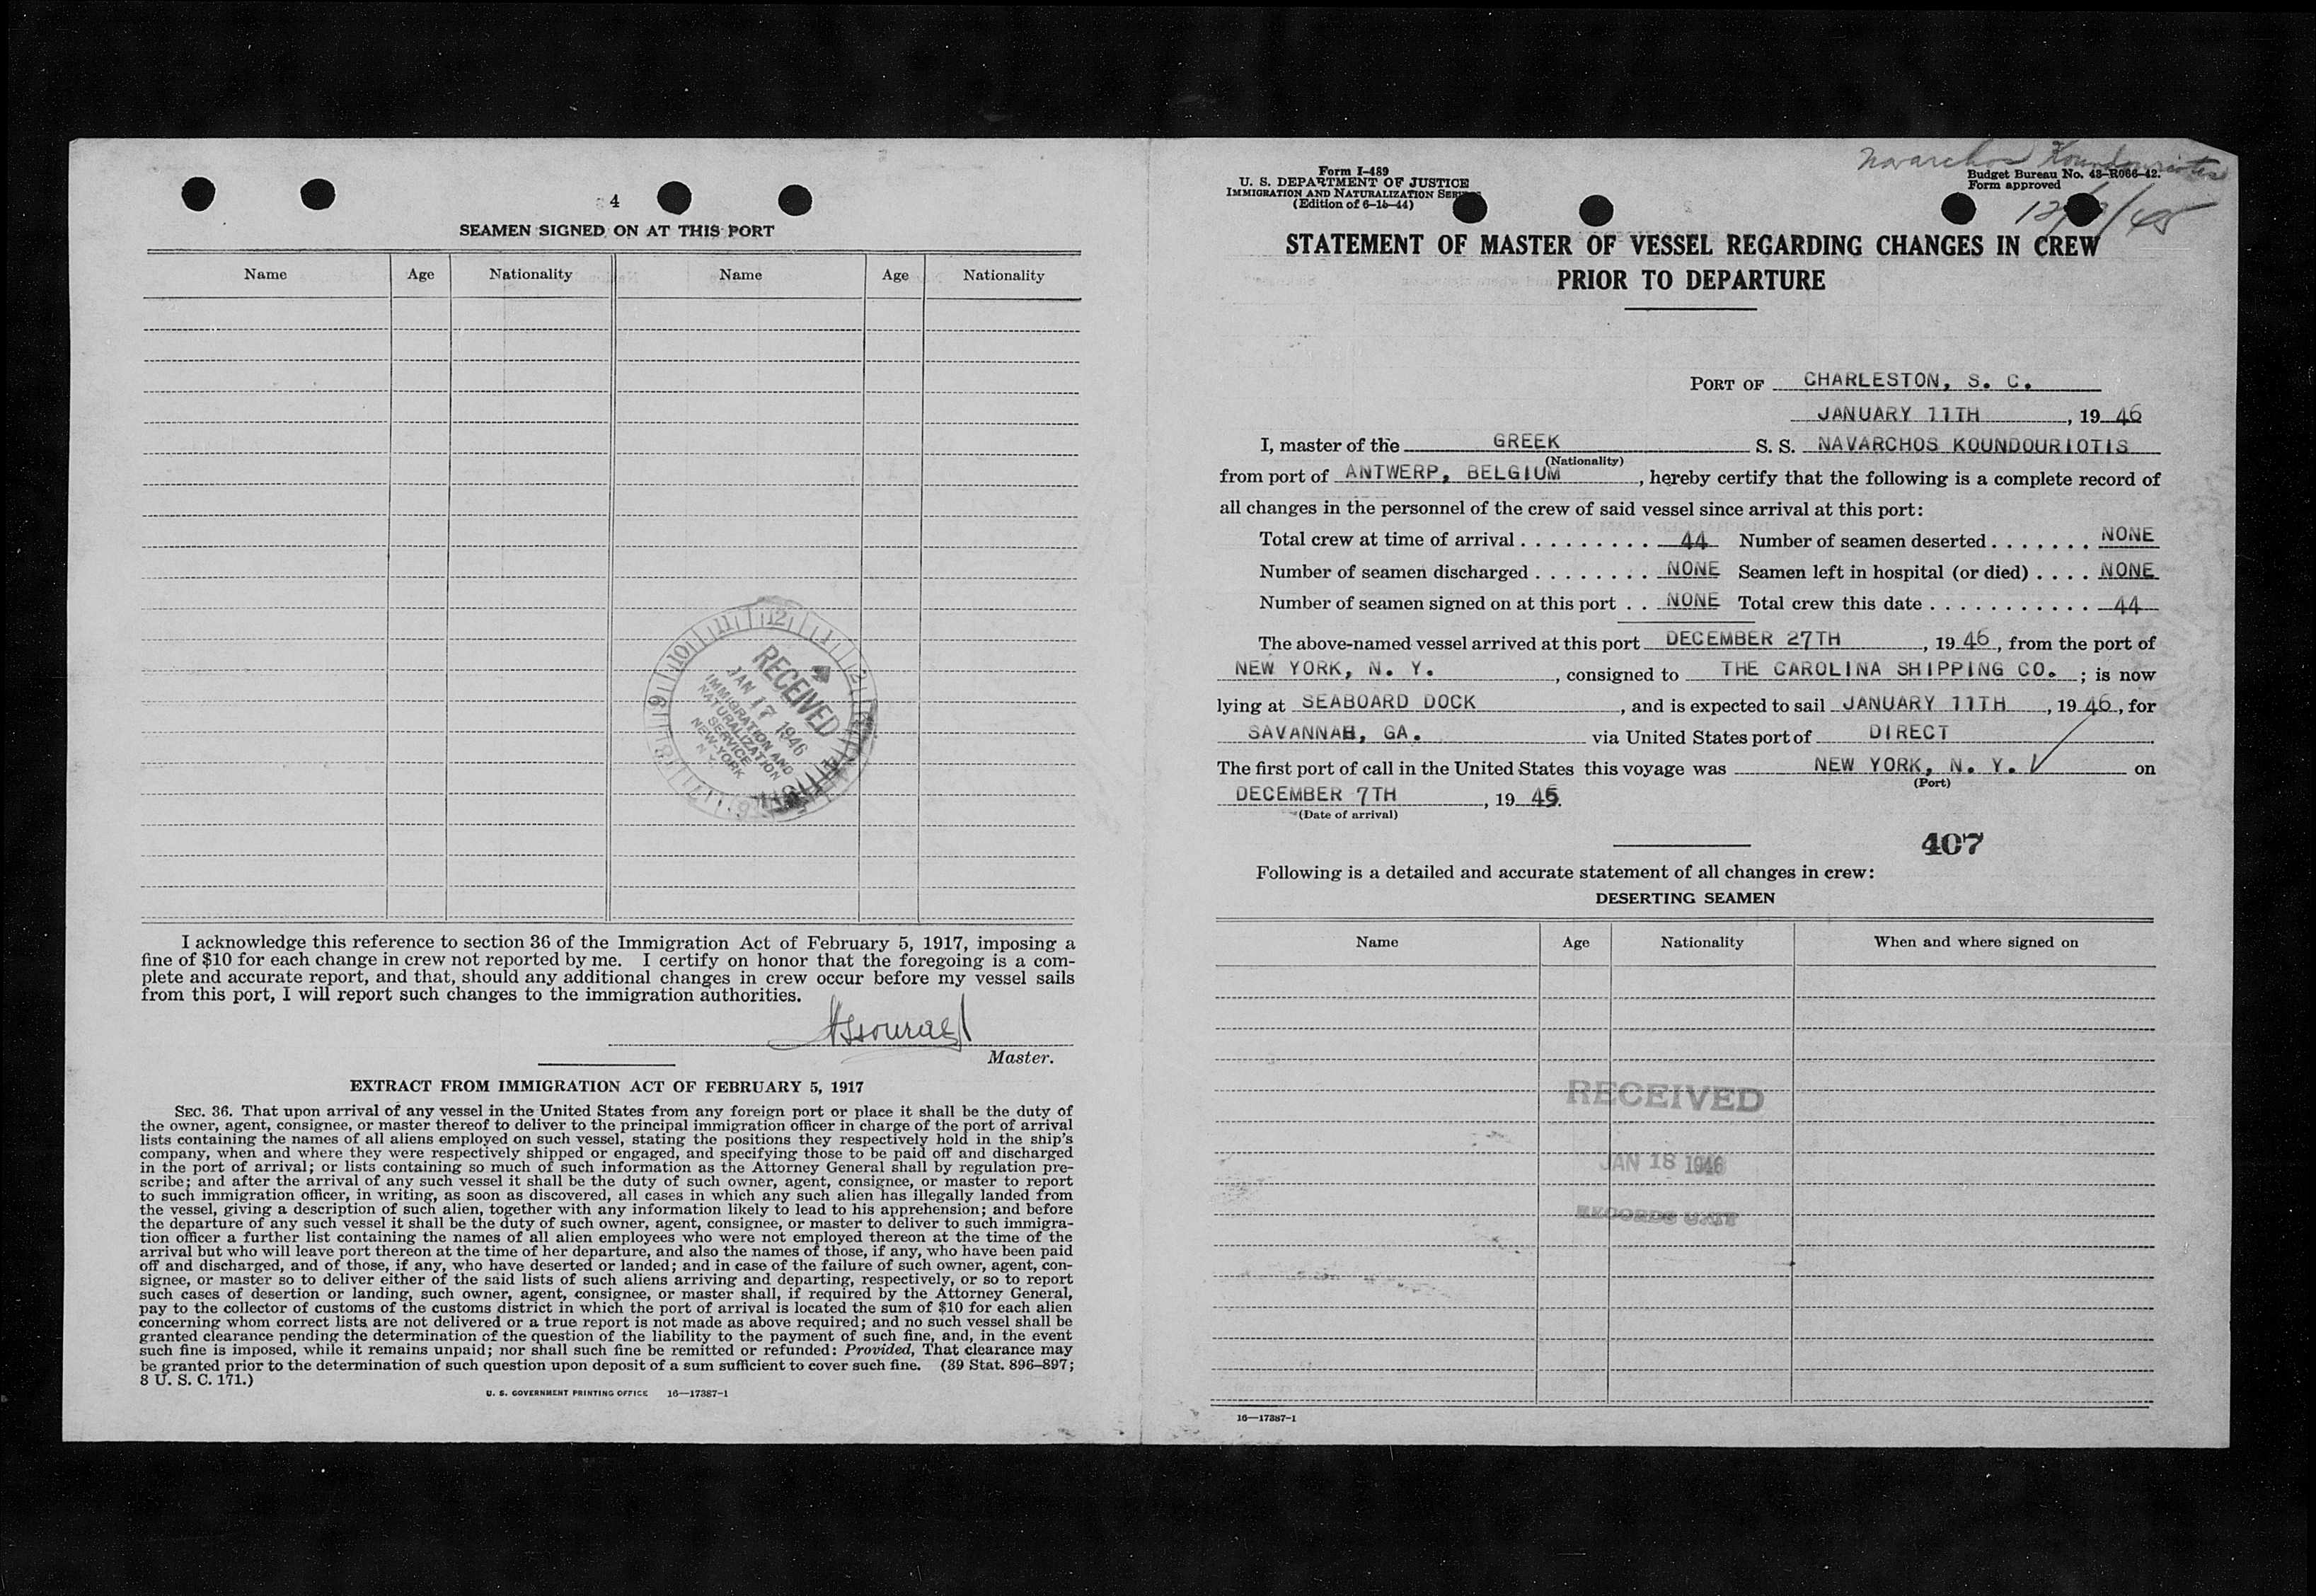 4
SEAMEN SIGNED ON AT THIS PORT
Name Age Nationality Name Age Nationality
RECEIVED
JAN 17 1946
IMMIGRATION AND
NATURALIZATION
SERVICE
NEW YORK
N. Y.
I acknowledge this reference to section 36 of the Immigration Act of February 5, 1917, imposing a
fine of $10 for each change in crew not reported by me. I certify on honor that the foregoing is a com-
plete and accurate report, and that, should any additional changes in crew occur before my vessel sails
from this port, I will report such changes to the immigration authorities.
Master.
EXTRACT FROM IMMIGRATION ACT OF FEBRUARY 5, 1917
SEC. 36. That upon arrival of any vessel in the United States from any foreign port or place it shall be the duty of
the owner, agent, consignee, or master thereof to deliver to the principal immigration officer in charge of the port of arrival
lists containing the names of all aliens employed on such vessel, stating the positions they respectively hold in the ship's
company, when and where they were respectively shipped or engaged, and specifying those to be paid off and discharged
in the port of arrival; or lists containing so much of such information as the Attorney General shall by regulation pre-
scribe; and after the arrival of any such vessel it shall be the duty of such owner, agent, consignee, or master to report
to such immigration officer, in writing, as soon as discovered, all cases in which any such alien has illegally landed from
the vessel, giving a description of such alien, together with any information likely to lead to his apprehension; and before
the departure of any such vessel it shall be the duty of such owner, agent, consignee, or master to deliver to such immigra-
tion officer a further list containing the names of all alien employees who were not employed thereon at the time of the
arrival but who will leave port thereon at the time of her departure, and also the names of those, if any, who have been paid
off and discharged, and of those, if any, who have deserted or landed; and in case of the failure of such owner, agent, con-
signee, or master so to deliver either of the said lists of such aliens arriving and departing, respectively, or so to report
such cases of desertion or landing, such owner, agent, consignee, or master shall, if required by the Attorney General,
pay to the collector of customs of the customs district in which the port of arrival is located the sum of $10 for each alien
concerning whom correct lists are not delivered or a true report is not made as above required; and no such vessel shall be
granted clearance pending the determination of the question of the liability to the payment of such fine, and, in the event
such fine is imposed, while it remains unpaid; nor shall such fine be remitted or refunded: Provided, That clearance may
be granted prior to the determination of such question upon deposit of a sum sufficient to cover such fine. (39 Stat. 896–897;
8 U. S. C. 171.)
U. S. GOVERNMENT PRINTING OFFICE 16—17387-1
Navarchos Koundouriotis
Form I-489
U. S. DEPARTMENT OF JUSTICE
IMMIGRATION AND NATURALIZATION SERVICE
(Edition of 6-15-44)
Budget Bureau No. 43-R066-42.
Form approved
STATEMENT OF MASTER OF VESSEL REGARDING CHANGES IN CREW
PRIOR TO DEPARTURE
PORT OF CHARLESTON, S. C.
JANUARY 11TH, 19 46
I, master of the GREEK S. S. NAVARCHOS KOUNDOURIOTIS
(Nationality)
from port of ANTWERP, BELGIUM, hereby certify that the following is a complete record of
all changes in the personnel of the crew of said vessel since arrival at this port:
Total crew at time of arrival . . . . . . . . . 44 Number of seamen deserted . . . . . . . NONE
Number of seamen discharged . . . . . . . . NONE Seamen left in hospital (or died) . . . . NONE
Number of seamen signed on at this port . . NONE Total crew this date . . . . . . . . . . . . 44
The above-named vessel arrived at this port DECEMBER 27TH, 19 46, from the port of
NEW YORK, N. Y., consigned to THE CAROLINA SHIPPING CO.; is now
lying at SEABOARD DOCK, and is expected to sail JANUARY 11TH, 19 46, for
SAVANNAH, GA. via United States port of DIRECT
The first port of call in the United States this voyage was NEW YORK, N. Y. on
(Port)
DECEMBER 7TH, 19 45.
(Date of arrival)
407
Following is a detailed and accurate statement of all changes in crew:
DESERTING SEAMEN
Name Age Nationality When and where signed on
RECEIVED
JAN 18 1946
RECORDS UNIT
16—17387-1